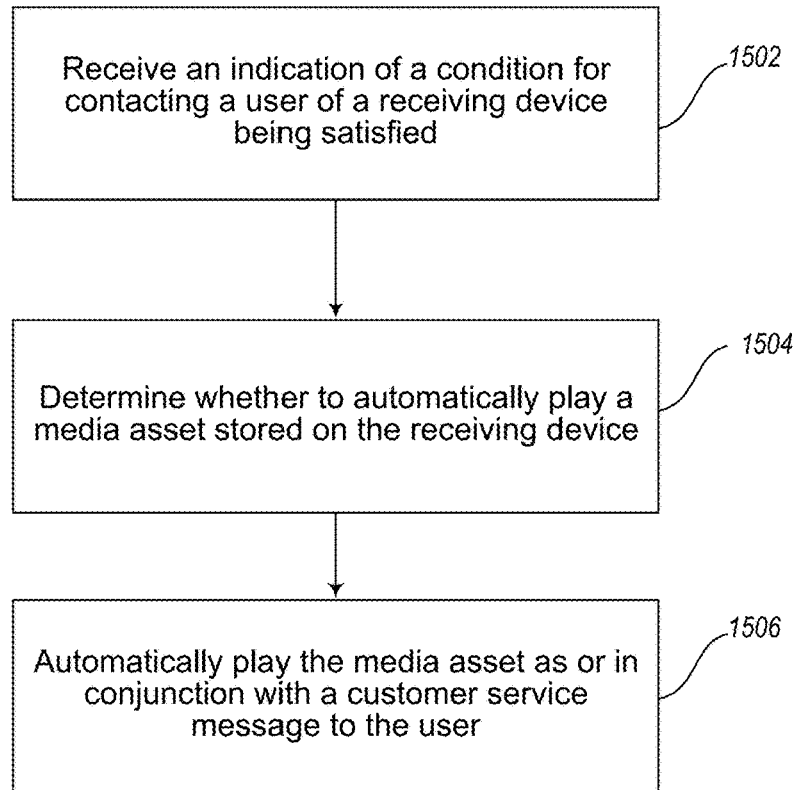 Receive an indication of a condition for
contacting a user of a receiving device
being satisfied
1502
Determine whether to automatically play a
media asset stored on the receiving device
1504
Automatically play the media asset as or in
conjunction with a customer service
message to the user
1506